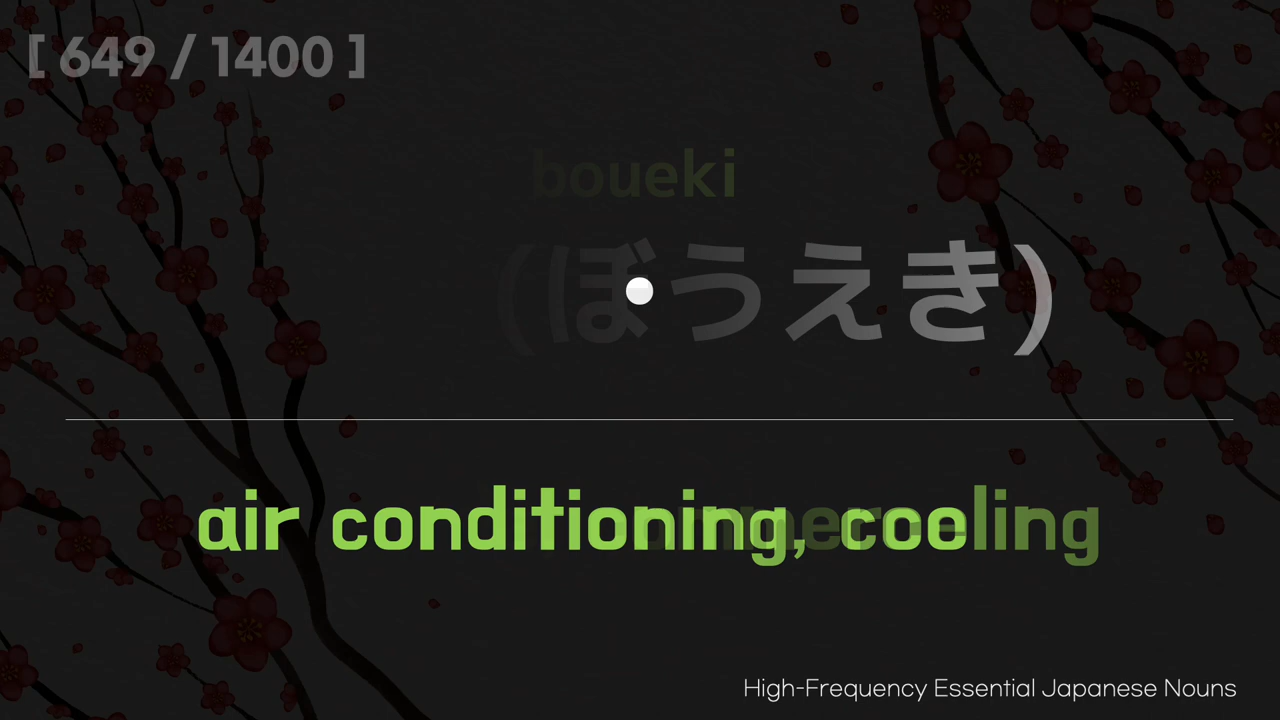 [ 649 / 1400 ]
boueki
(ぼうえき)
air conditioning, cooling
High-Frequency Essential Japanese Nouns